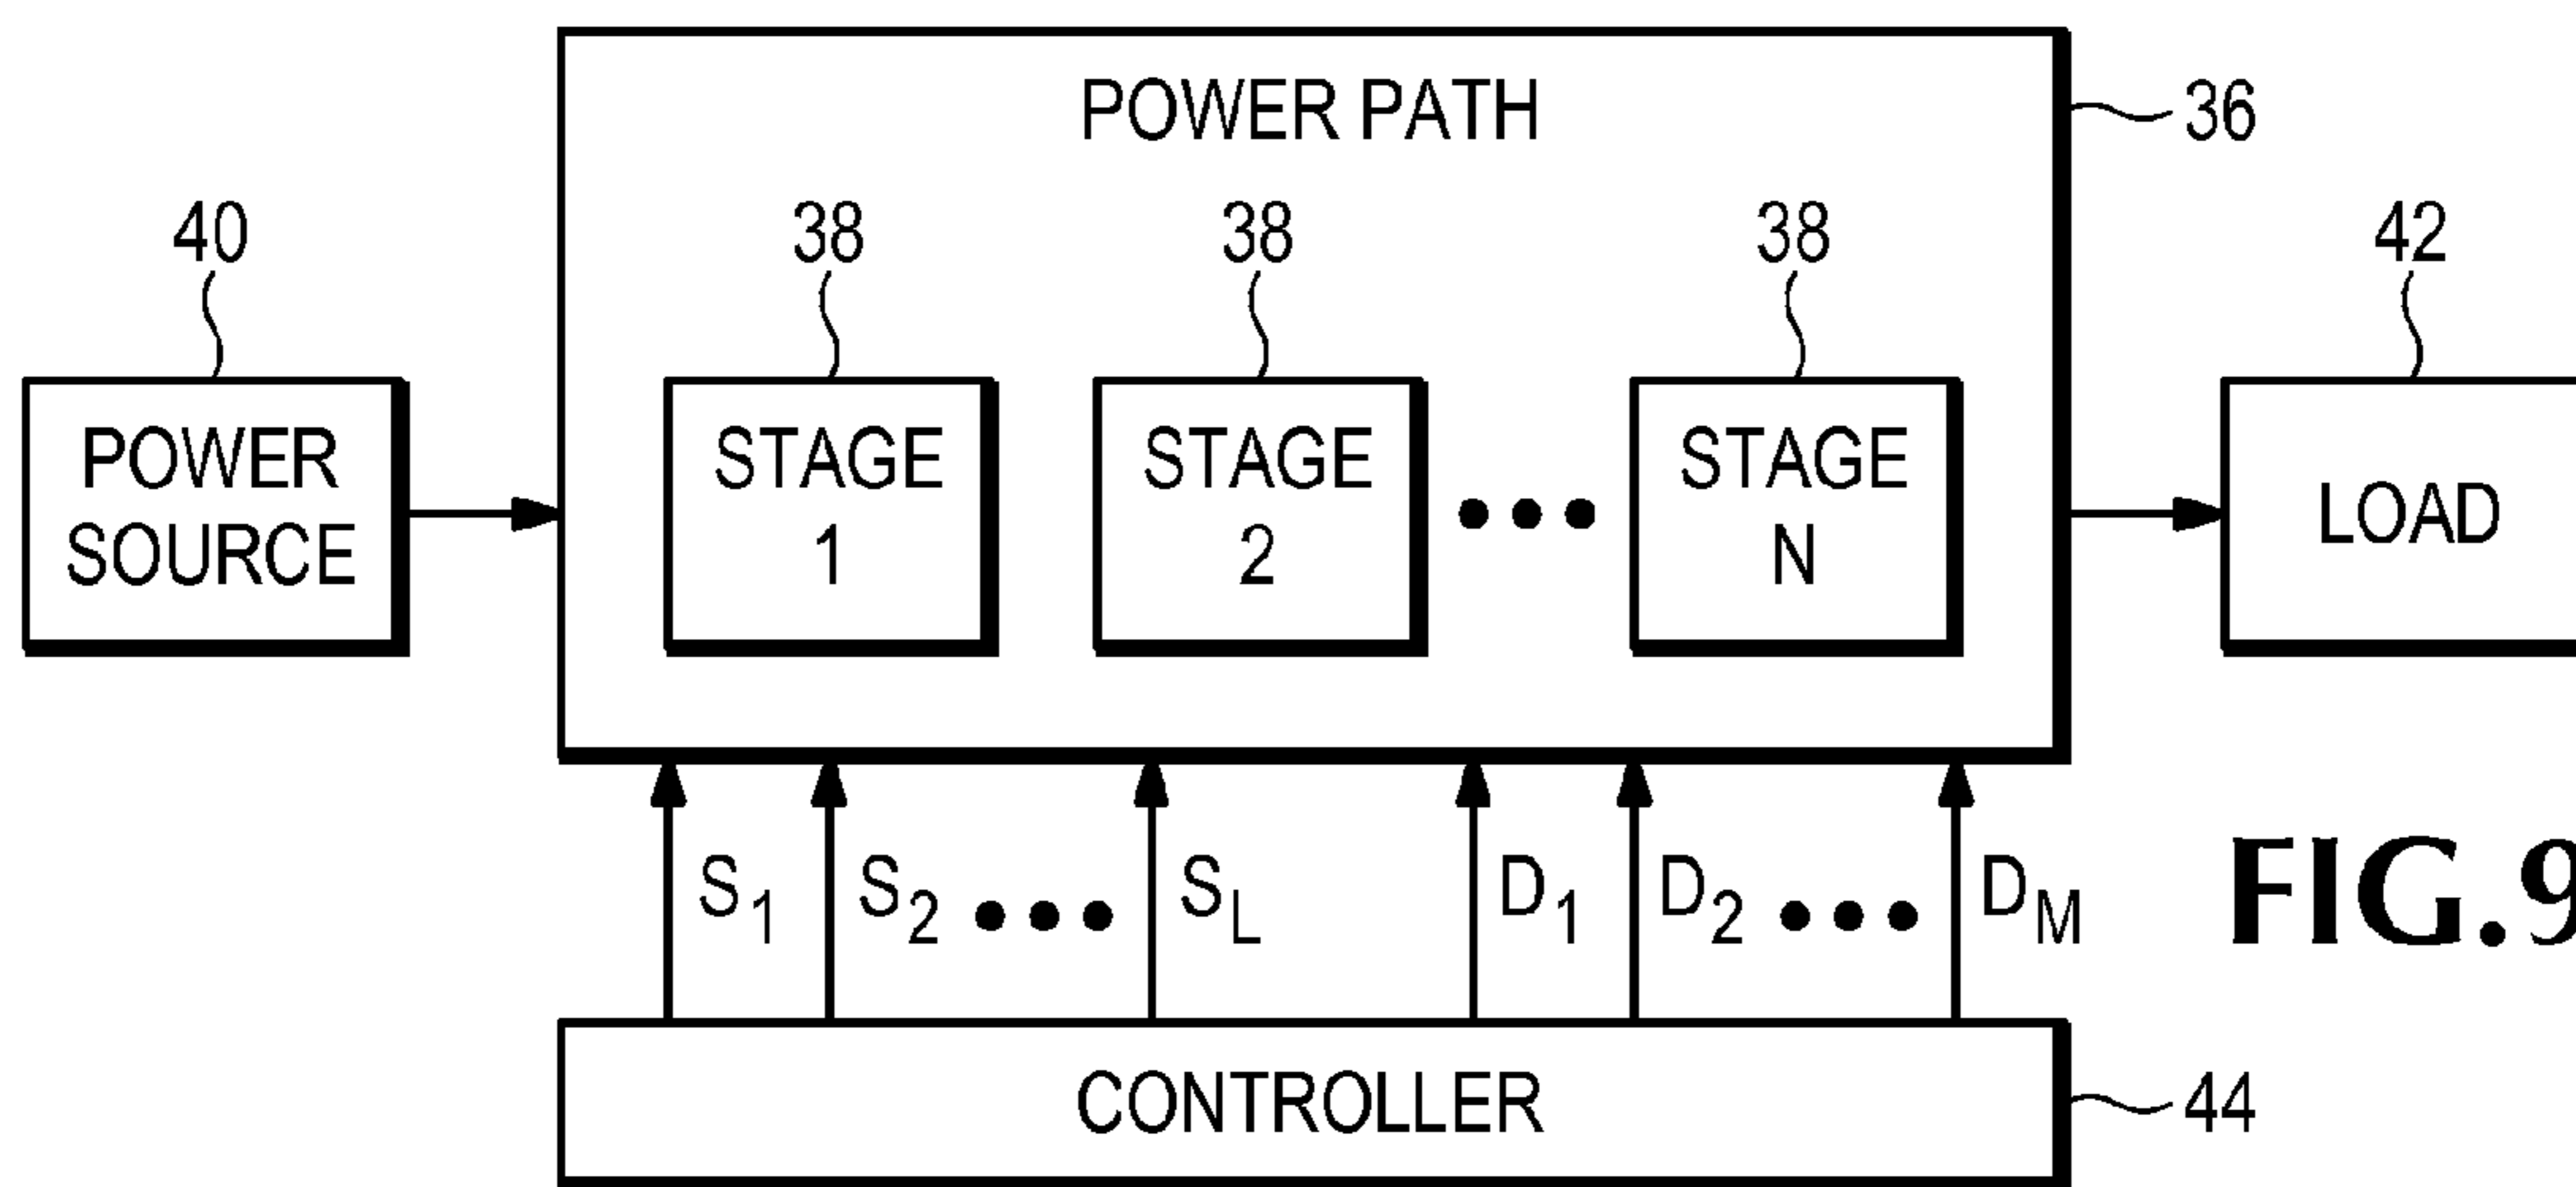 POWER PATH
36
40
38
38
38
42
POWER
SOURCE
STAGE
1
STAGE
2
STAGE
N
LOAD
S1
S2
SL
D1
D2
DM
FIG.9
CONTROLLER
44